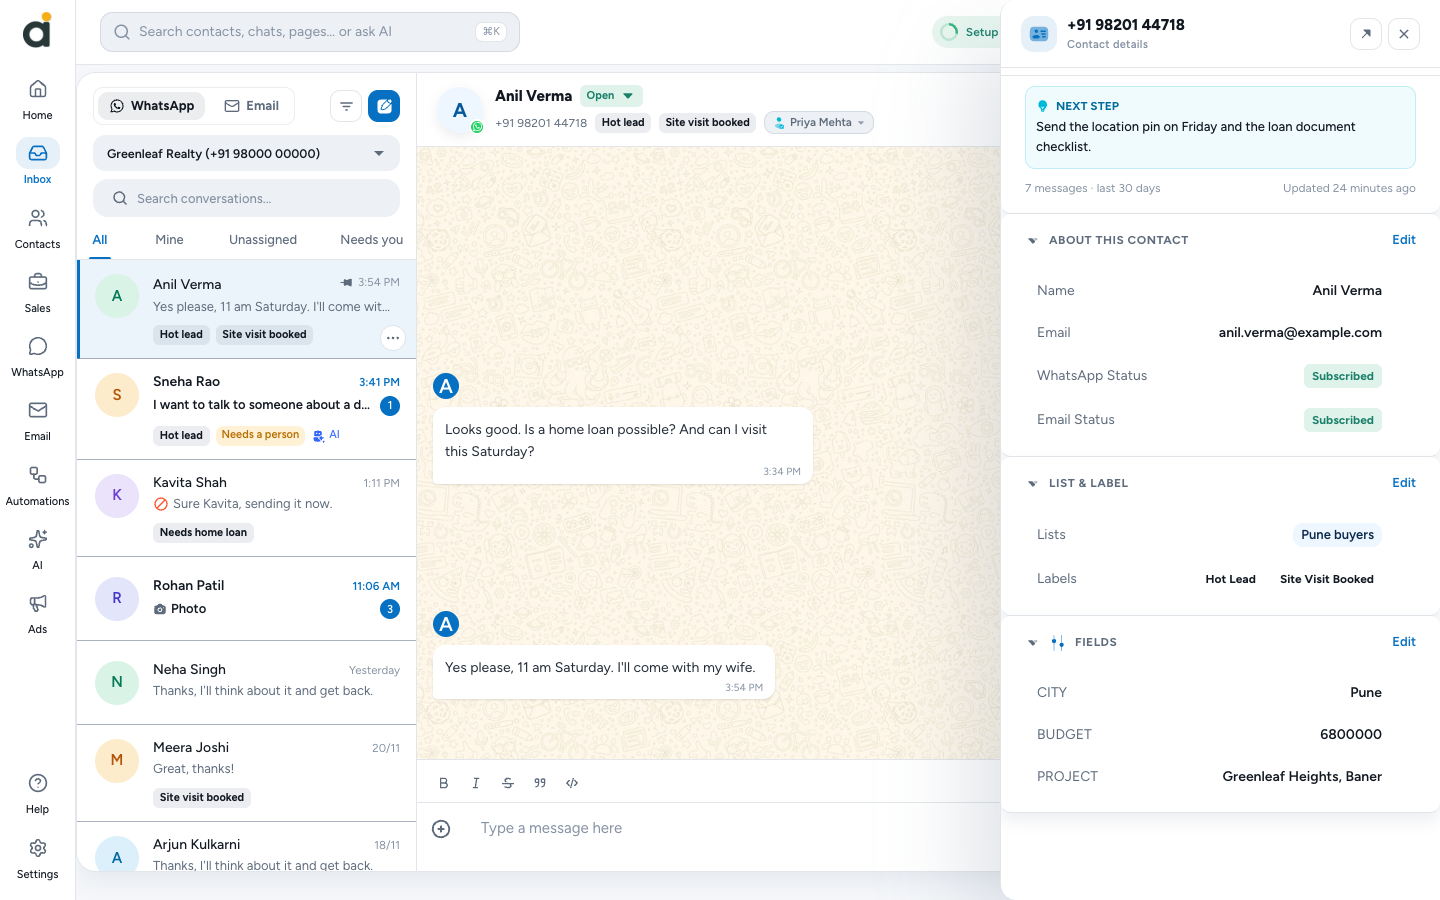 Search contacts, chats, pages... or ask AI
⌘K
Setup
Home
Inbox
Contacts
Sales
WhatsApp
Email
Automations
AI
Ads
Help
Settings
WhatsApp
Email
Greenleaf Realty (+91 98000 00000)
Search conversations...
All
Mine
Unassigned
Needs you
A
Anil Verma
3:54 PM
Yes please, 11 am Saturday. I'll come wit...
Hot lead
Site visit booked
S
Sneha Rao
3:41 PM
I want to talk to someone about a d...
1
Hot lead
Needs a person
AI
K
Kavita Shah
1:11 PM
Sure Kavita, sending it now.
Needs home loan
R
Rohan Patil
11:06 AM
Photo
3
N
Neha Singh
Yesterday
Thanks, I'll think about it and get back.
M
Meera Joshi
20/11
Great, thanks!
Site visit booked
A
Arjun Kulkarni
18/11
Thanks, I'll think about it and get back.
A
Anil Verma
Open
+91 98201 44718
Hot lead
Site visit booked
Priya Mehta
A
Looks good. Is a home loan possible? And can I visit
this Saturday?
3:34 PM
A
Yes please, 11 am Saturday. I'll come with my wife.
3:54 PM
B
I
S
Type a message here
+91 98201 44718
Contact details
NEXT STEP
Send the location pin on Friday and the loan document
checklist.
7 messages · last 30 days
Updated 24 minutes ago
ABOUT THIS CONTACT
Edit
Name
Anil Verma
Email
anil.verma@example.com
WhatsApp Status
Subscribed
Email Status
Subscribed
LIST & LABEL
Edit
Lists
Pune buyers
Labels
Hot Lead
Site Visit Booked
FIELDS
Edit
CITY
Pune
BUDGET
6800000
PROJECT
Greenleaf Heights, Baner